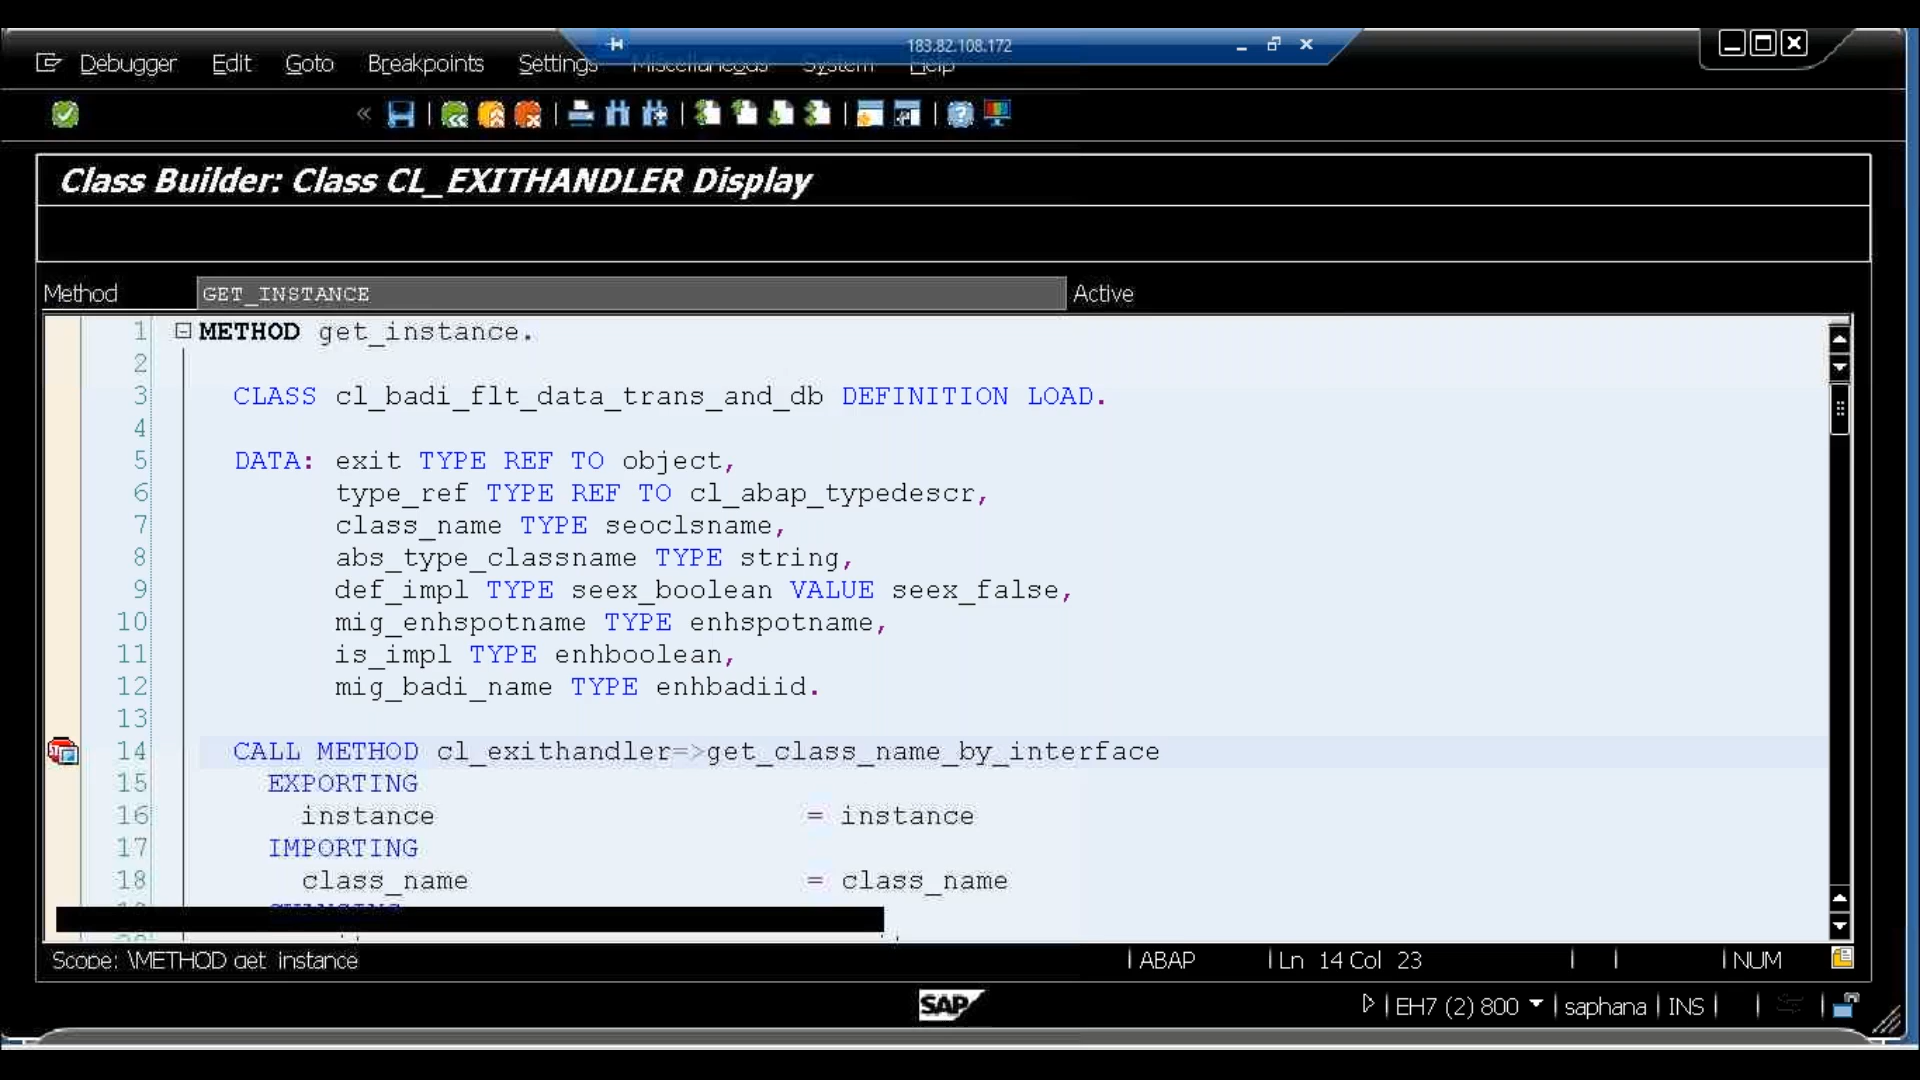 183.82.108.172
Debugger Edit Goto Breakpoints Settings Miscellaneous System Help
Class Builder: Class CL_EXITHANDLER Display
Method GET_INSTANCE Active
1 METHOD get_instance.
2
3 CLASS cl_badi_flt_data_trans_and_db DEFINITION LOAD.
4
5 DATA: exit TYPE REF TO object,
6 type_ref TYPE REF TO cl_abap_typedescr,
7 class_name TYPE seoclsname,
8 abs_type_classname TYPE string,
9 def_impl TYPE seex_boolean VALUE seex_false,
10 mig_enhspotname TYPE enhspotname,
11 is_impl TYPE enhboolean,
12 mig_badi_name TYPE enhbadiid.
13
14 CALL METHOD cl_exithandler=>get_class_name_by_interface
15 EXPORTING
16 instance = instance
17 IMPORTING
18 class_name = class_name
Scope: \METHOD get_instance ABAP Ln 14 Col 23 NUM
SAP EH7 (2) 800 saphana INS